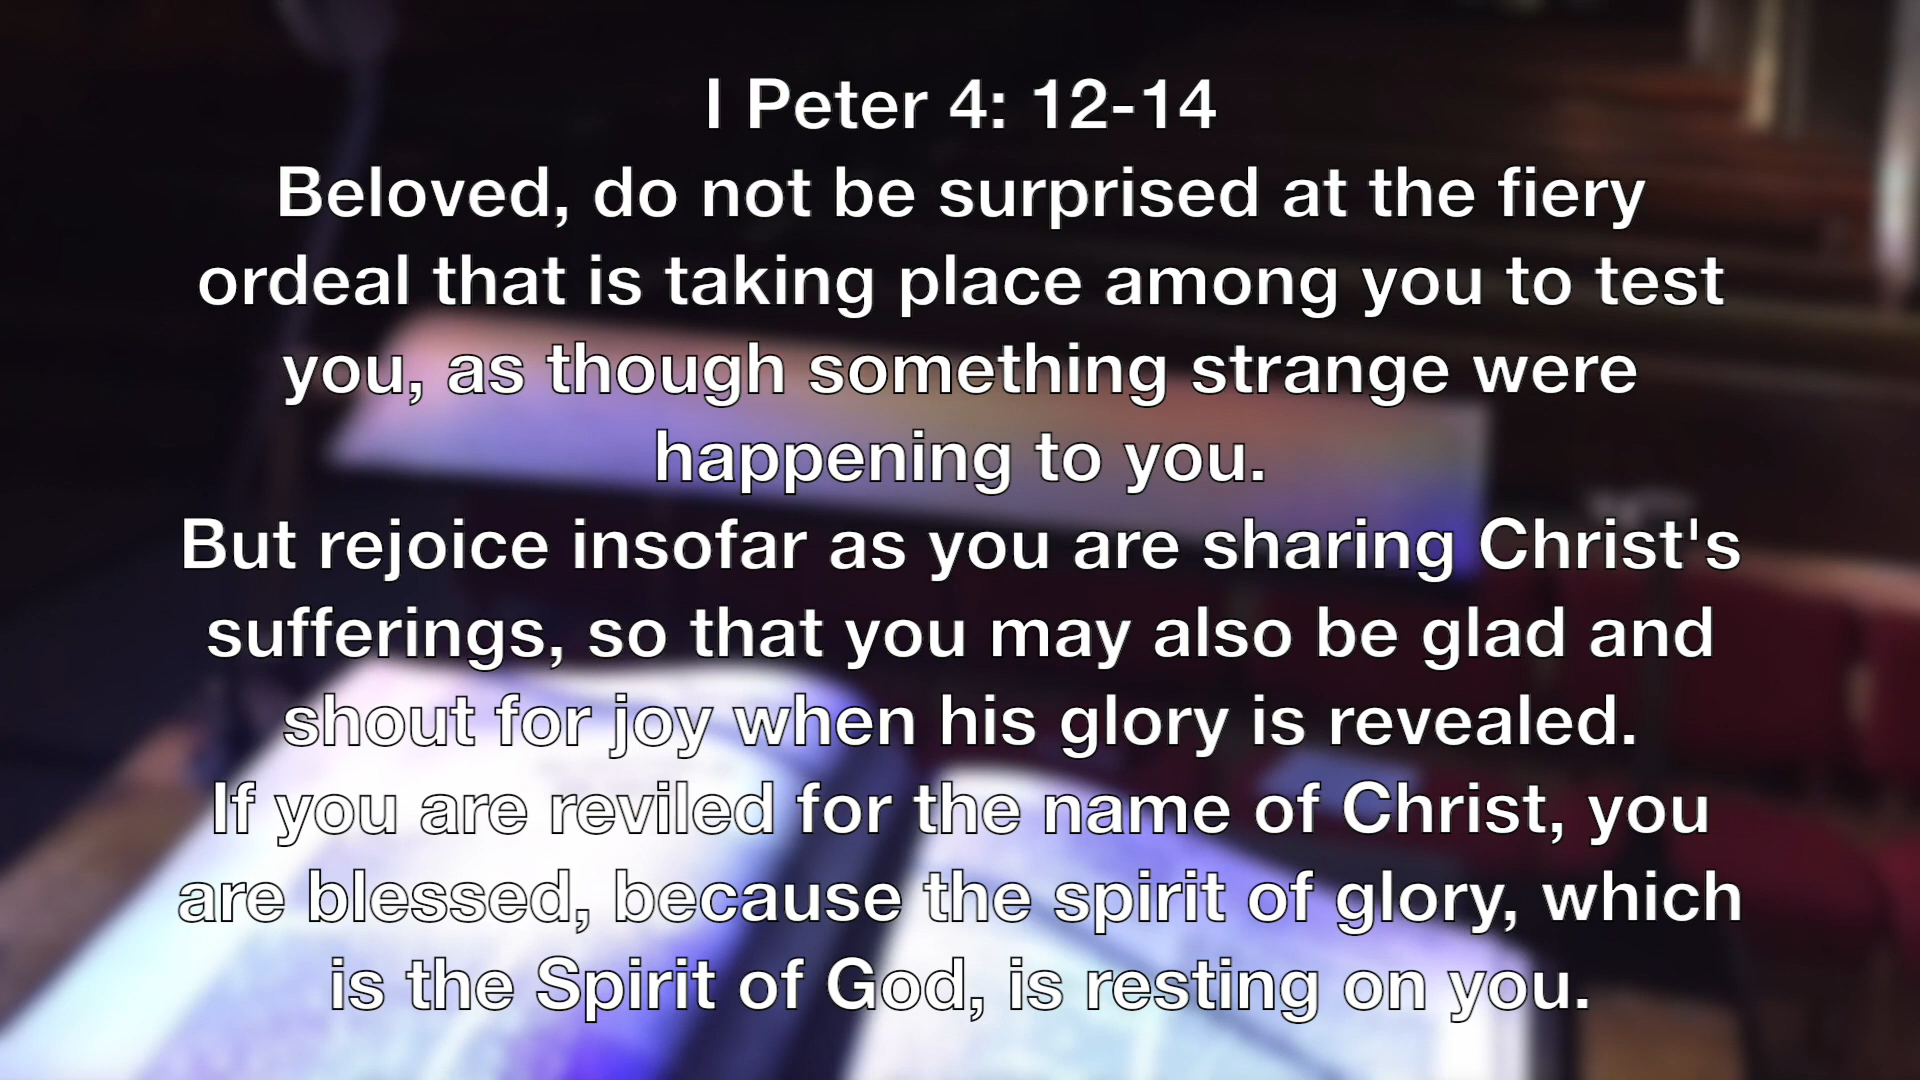 I Peter 4: 12-14
Beloved, do not be surprised at the fiery
ordeal that is taking place among you to test
you, as though something strange were
happening to you.
But rejoice insofar as you are sharing Christ's
sufferings, so that you may also be glad and
shout for joy when his glory is revealed.
If you are reviled for the name of Christ, you
are blessed, because the spirit of glory, which
is the Spirit of God, is resting on you.